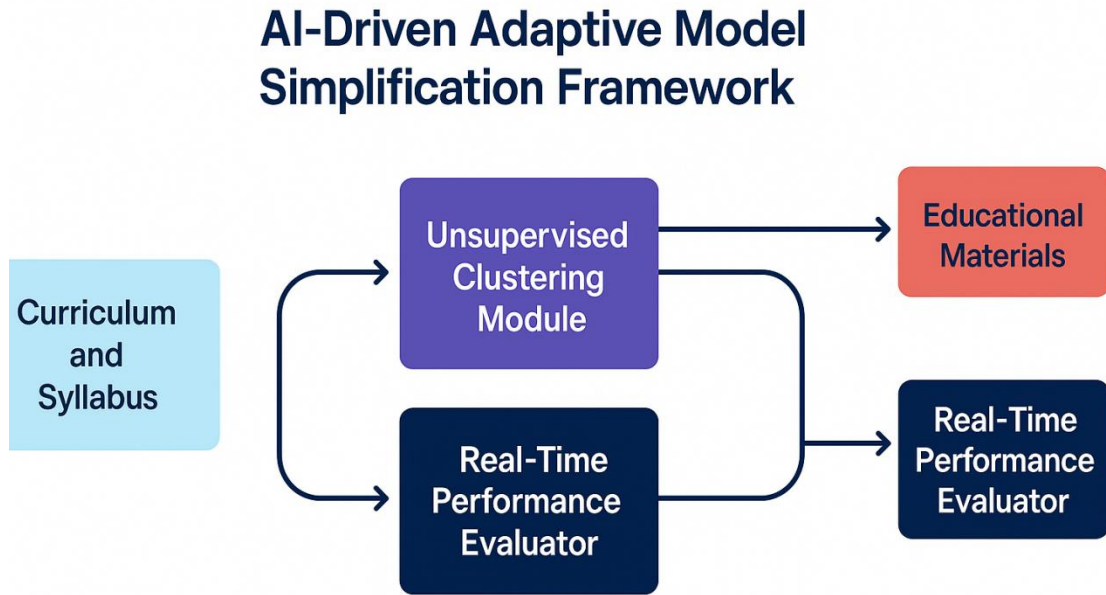 AI-Driven Adaptive Model
Simplification Framework
Curriculum
and
Syllabus
Unsupervised
Clustering
Module
Real-Time
Performance
Evaluator
Educational
Materials
Real-Time
Performance
Evaluator